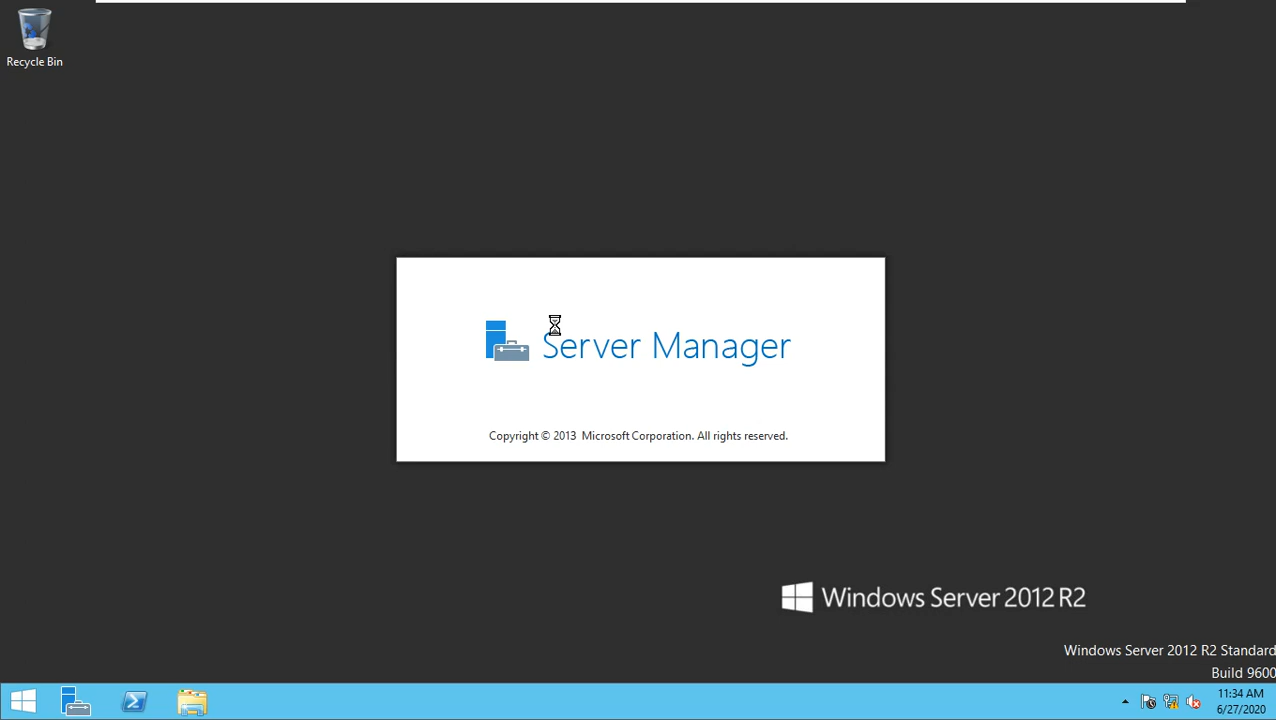 Recycle Bin
Server Manager
Copyright © 2013 Microsoft Corporation. All rights reserved.
Windows Server 2012 R2
Windows Server 2012 R2 Standard
Build 9600
11:34 AM
6/27/2020